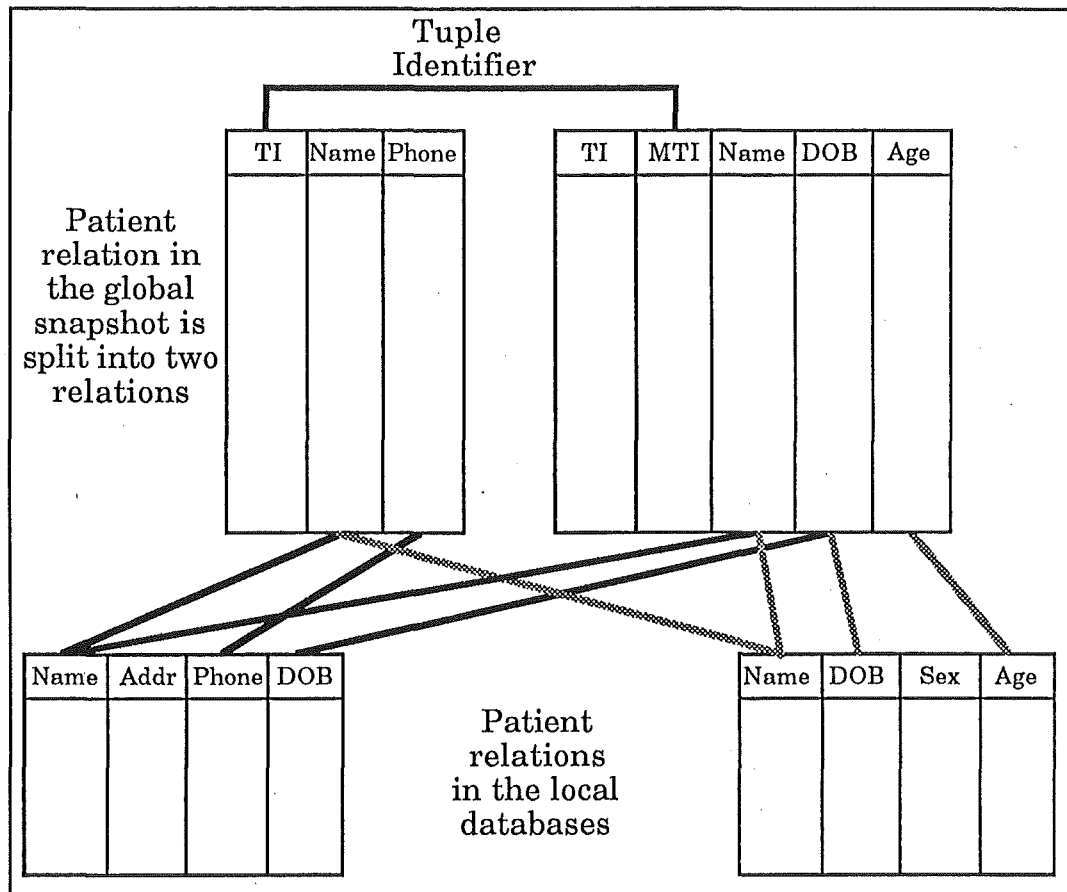 Tuple
Identifier
TI Name Phone
TI MTI Name DOB Age
Patient
relation in
the global
snapshot is
split into two
relations
Name Addr Phone DOB
Name DOB Sex Age
Patient
relations
in the local
databases